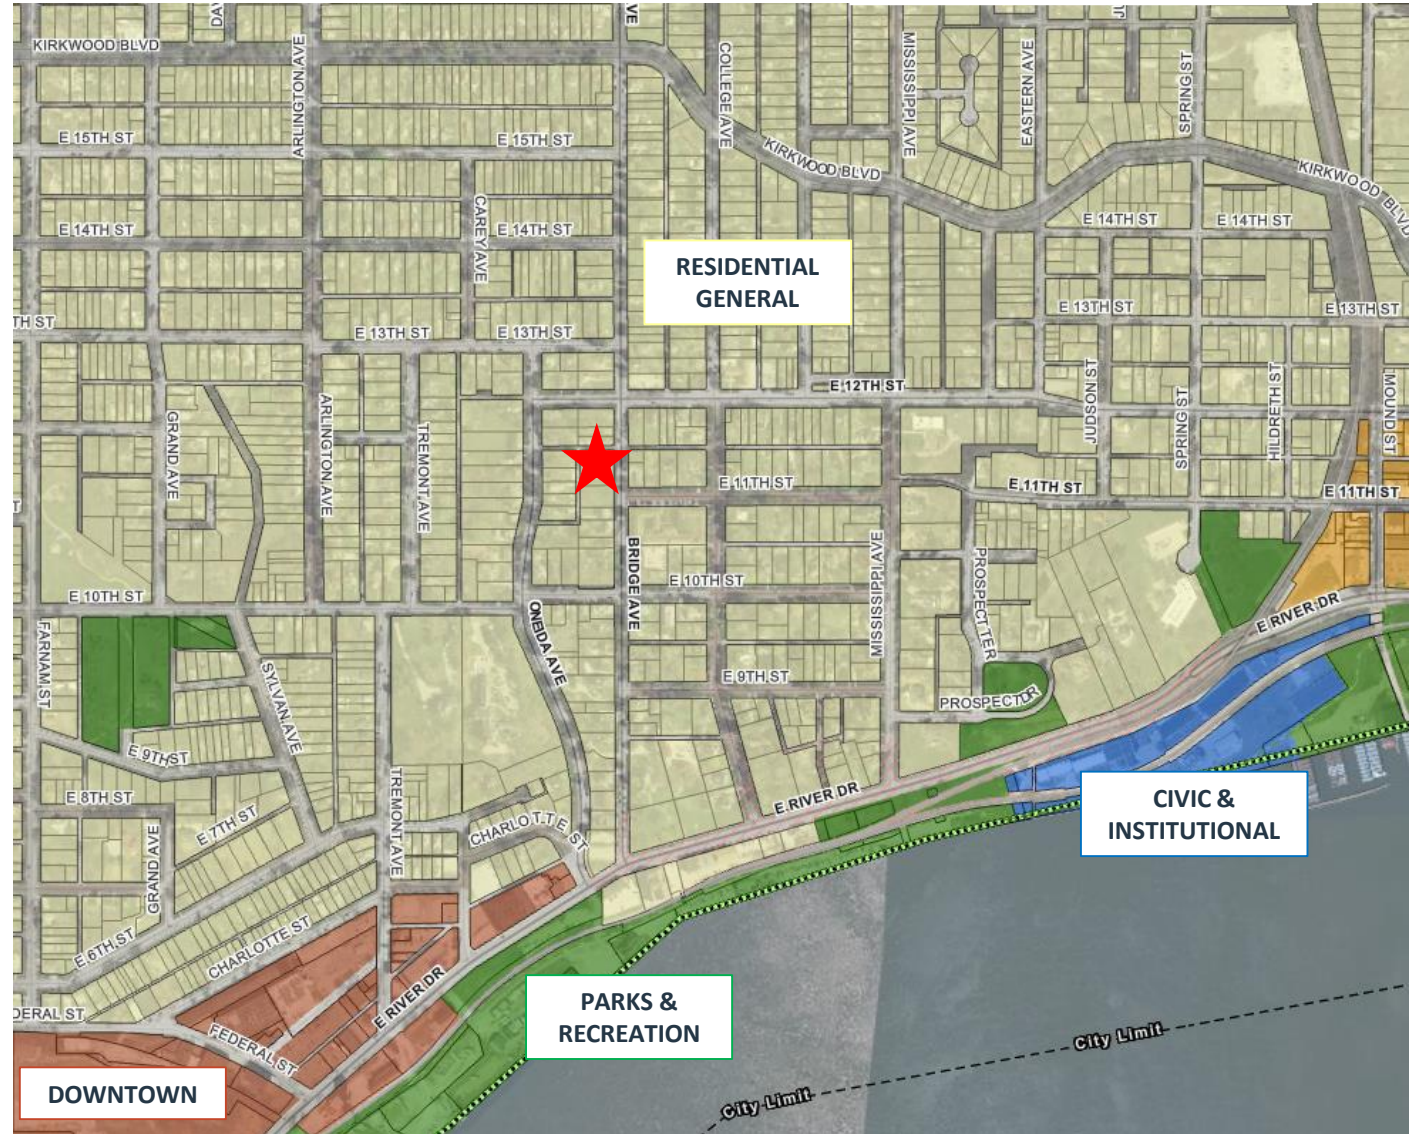 KIRKWOOD BLVD
ARLINGTON AVE
VE
COLLEGE AVE
MISSISSIPPI AVE
EASTERN AVE
SPRING ST
E 15TH ST
E 15TH ST
KIRKWOOD BLVD
KIRKWOOD BLVD
CAREY AVE
E 14TH ST
E 14TH ST
E 14TH ST
E 14TH ST
RESIDENTIAL
GENERAL
TH ST
E 13TH ST
E 13TH ST
E 13TH ST
E 13TH ST
E 12TH ST
JUDSON ST
SPRING ST
HILDRETH ST
MOUND ST
GRAND AVE
ARLINGTON AVE
TREMONT AVE
E 11TH ST
E 11TH ST
E 11TH ST
BRIDGE AVE
MISSISSIPPI AVE
PROSPECT TER
E 10TH ST
E 10TH ST
ONEIDA AVE
E RIVER DR
FARNAM ST
SYLVAN AVE
E 9TH ST
PROSPECT DR
E 9TH ST
E 8TH ST
TREMONT AVE
E RIVER DR
CIVIC &
INSTITUTIONAL
E 7TH ST
GRAND AVE
CHARLOTTE ST
E 6TH ST
CHARLOTTE ST
E RIVER DR
PARKS &
RECREATION
DERAL ST
FEDERAL ST
City Limit
DOWNTOWN
City Limit